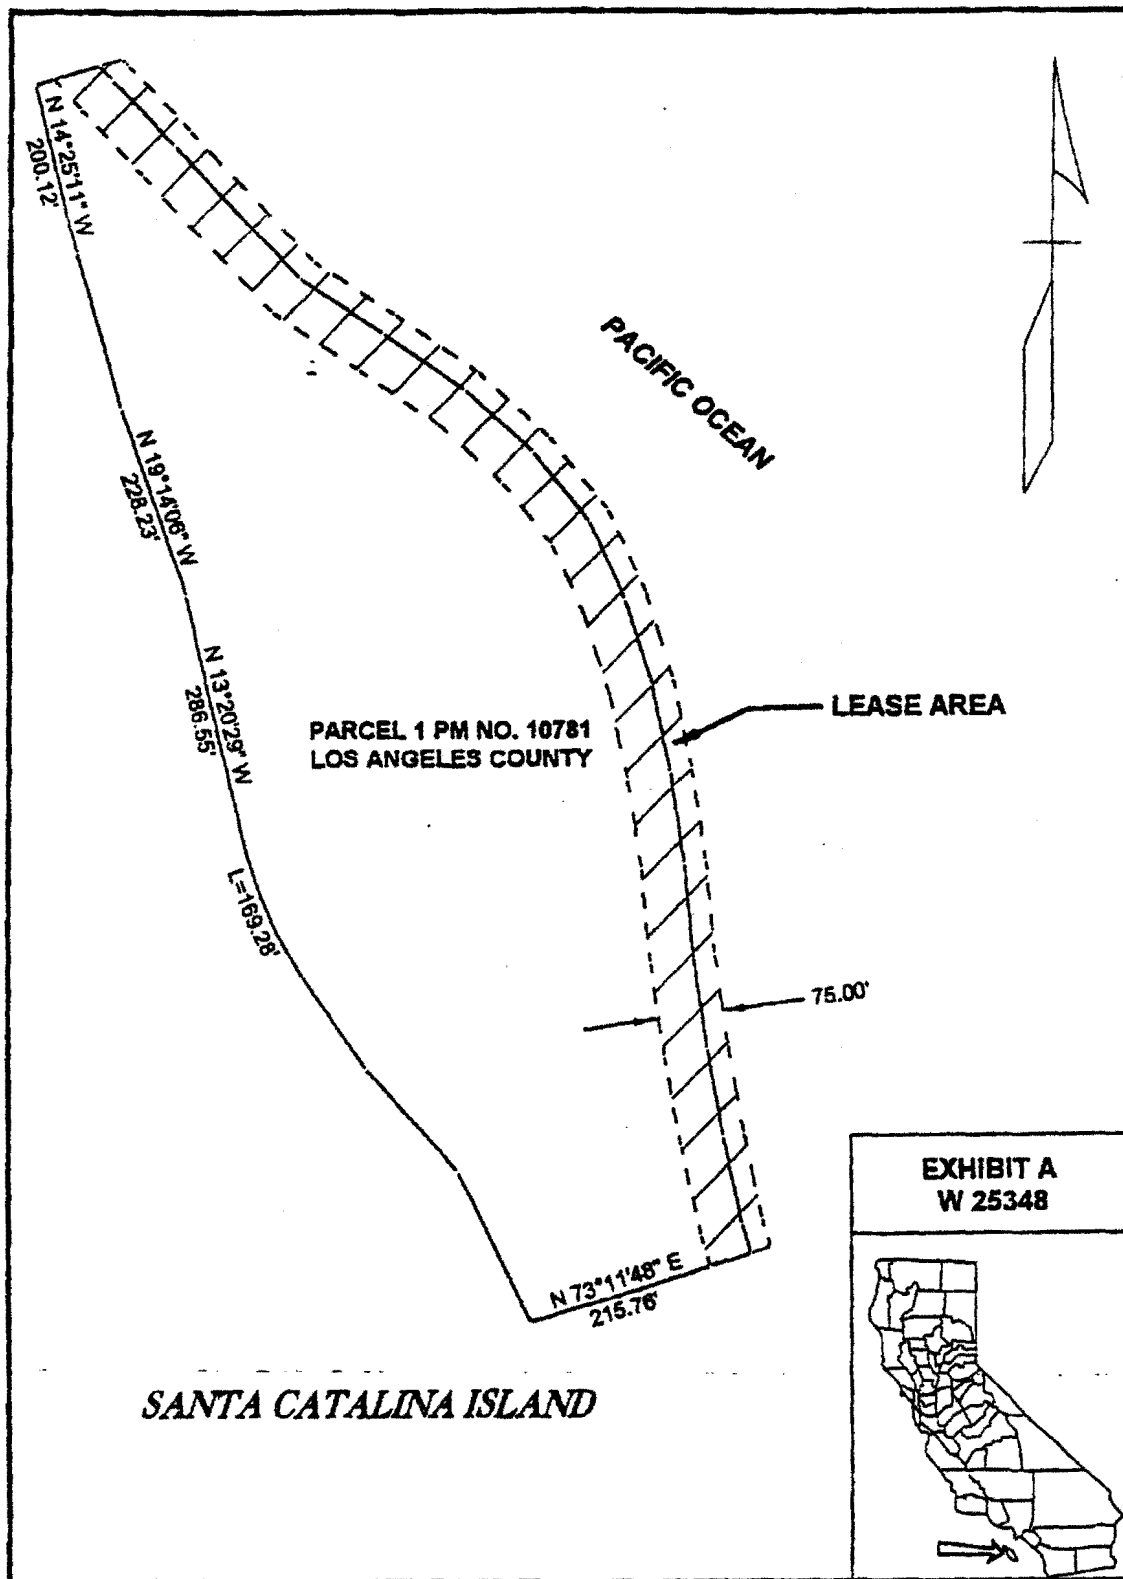 N 14°25'11" W
200.12'
PACIFIC OCEAN
N 19°14'06" W
228.23'
N 13°20'29" W
286.55'
PARCEL 1 PM NO. 10781
LOS ANGELES COUNTY
LEASE AREA
L=169.28'
75.00'
EXHIBIT A
W 25348
N 73°11'48" E
215.76'
SANTA CATALINA ISLAND